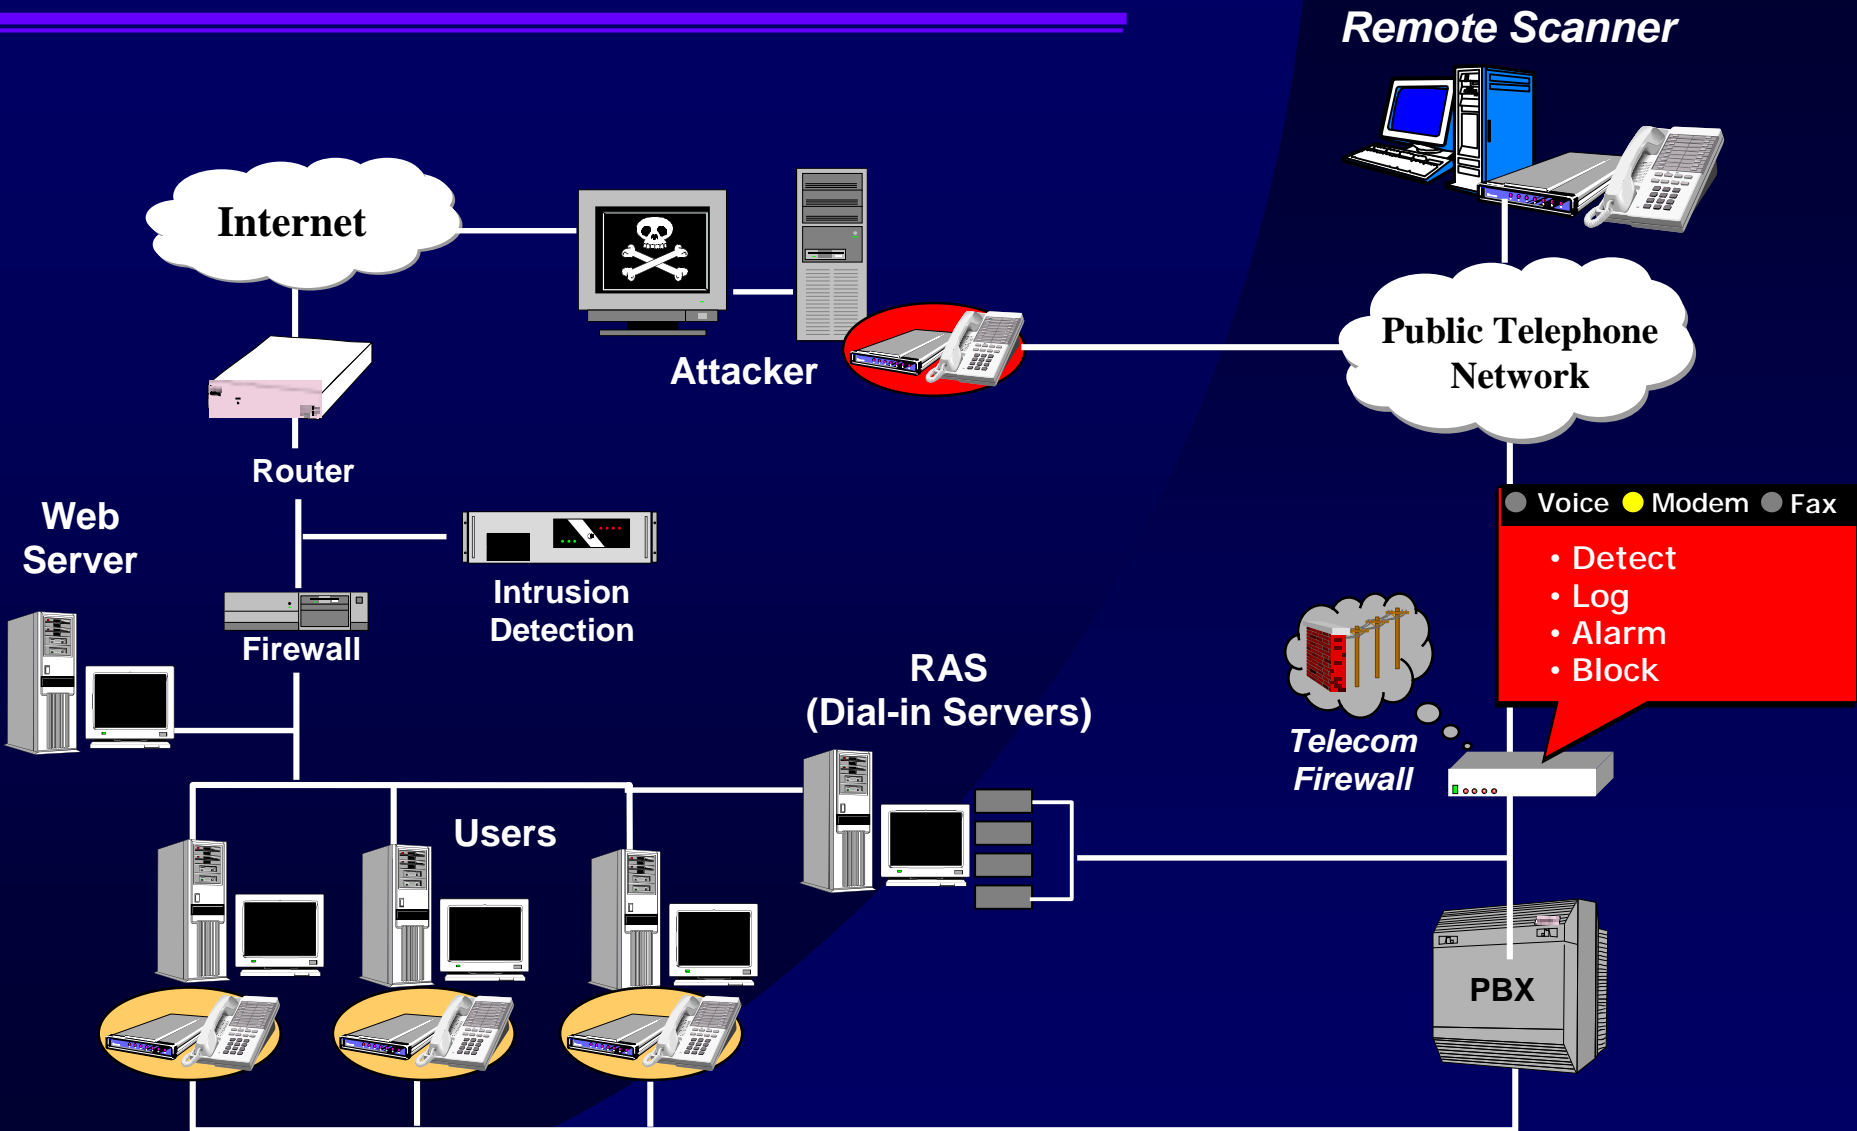 Remote Scanner
Internet
Public Telephone
Network
Attacker
Router
Web
Server
Voice Modem Fax
• Detect
• Log
• Alarm
• Block
Intrusion
Detection
Firewall
RAS
(Dial-in Servers)
Telecom
Firewall
Users
PBX